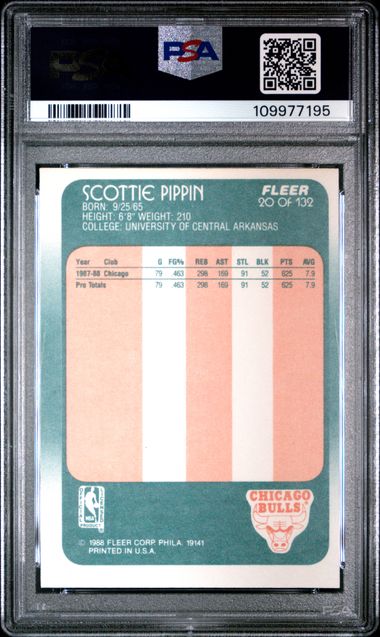 PSA
109977195
SCOTTIE PIPPIN
BORN: 9/25/65
HEIGHT: 6'8" WEIGHT: 210
COLLEGE: UNIVERSITY OF CENTRAL ARKANSAS
FLEER
20 OF 132
Year Club G FG% REB AST STL BLK PTS AVG
1987-88 Chicago 79 .463 298 169 91 52 625 7.9
Pro Totals 79 .463 298 169 91 52 625 7.9
NBA
PRODUCT
CHICAGO
BULLS
© 1988 FLEER CORP. PHILA. 19141
PRINTED IN U.S.A.
PSA